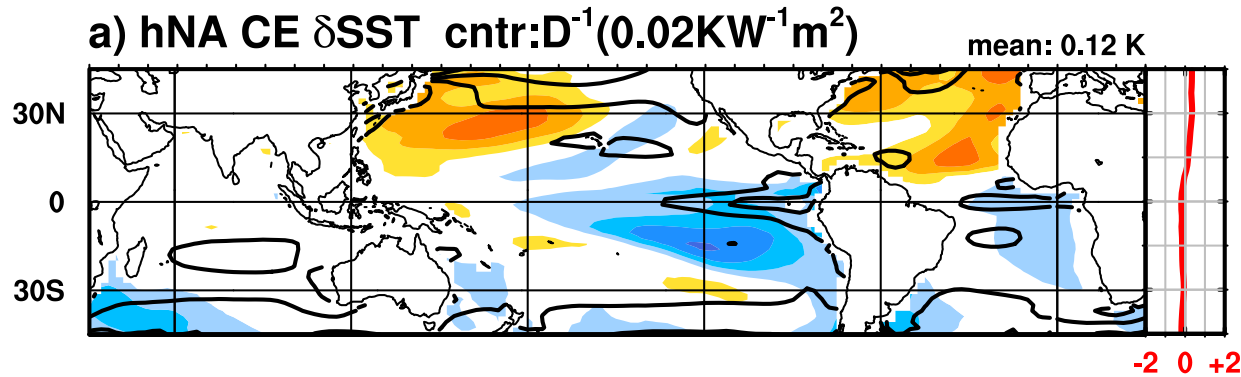 a) hNA CE δSST cntr:D⁻¹(0.02KW⁻¹m²)
mean: 0.12 K
30N
0
30S
-2 0 +2